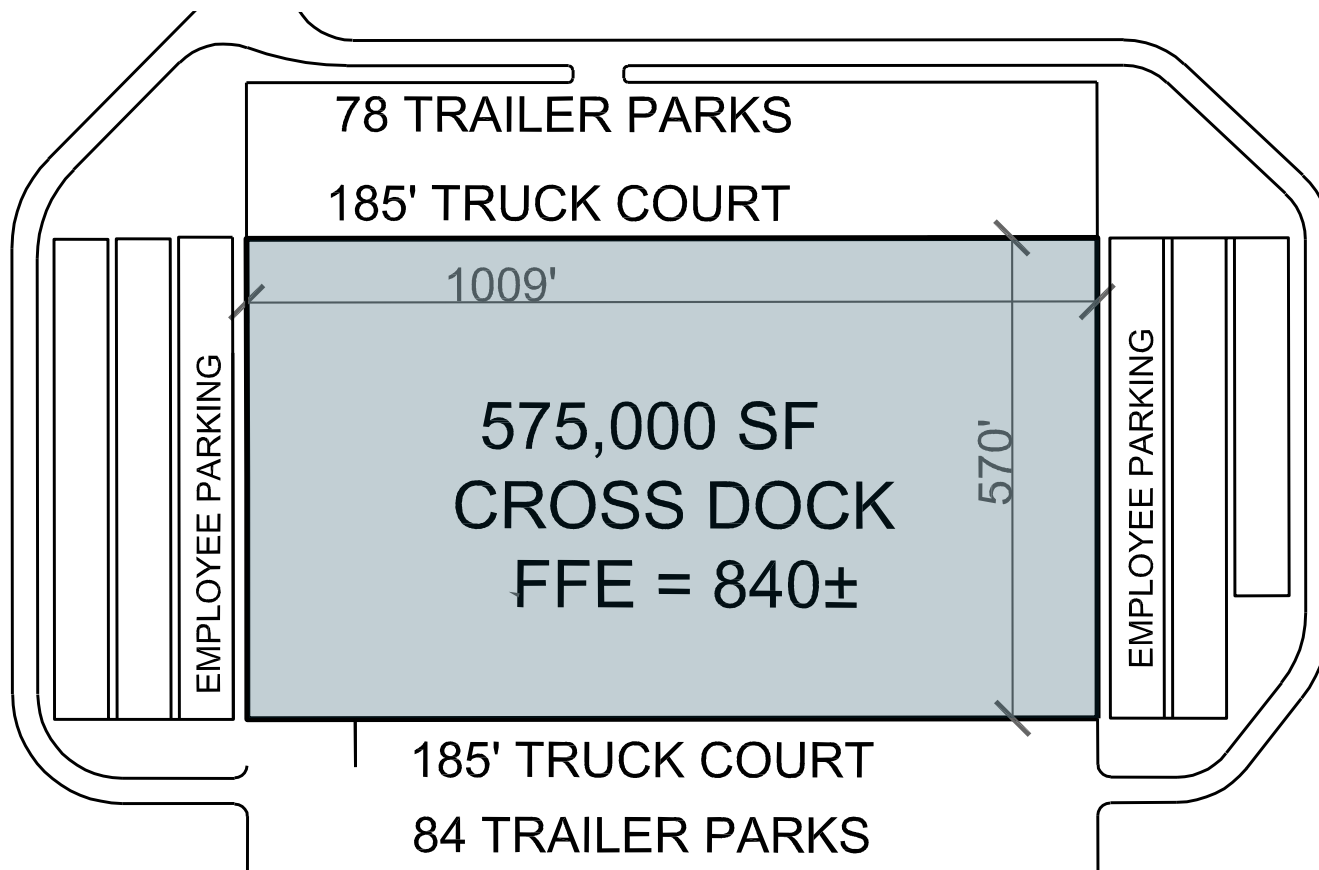 78 TRAILER PARKS
185' TRUCK COURT
1009'
EMPLOYEE PARKING
575,000 SF
CROSS DOCK
FFE = 840±
570'
EMPLOYEE PARKING
185' TRUCK COURT
84 TRAILER PARKS